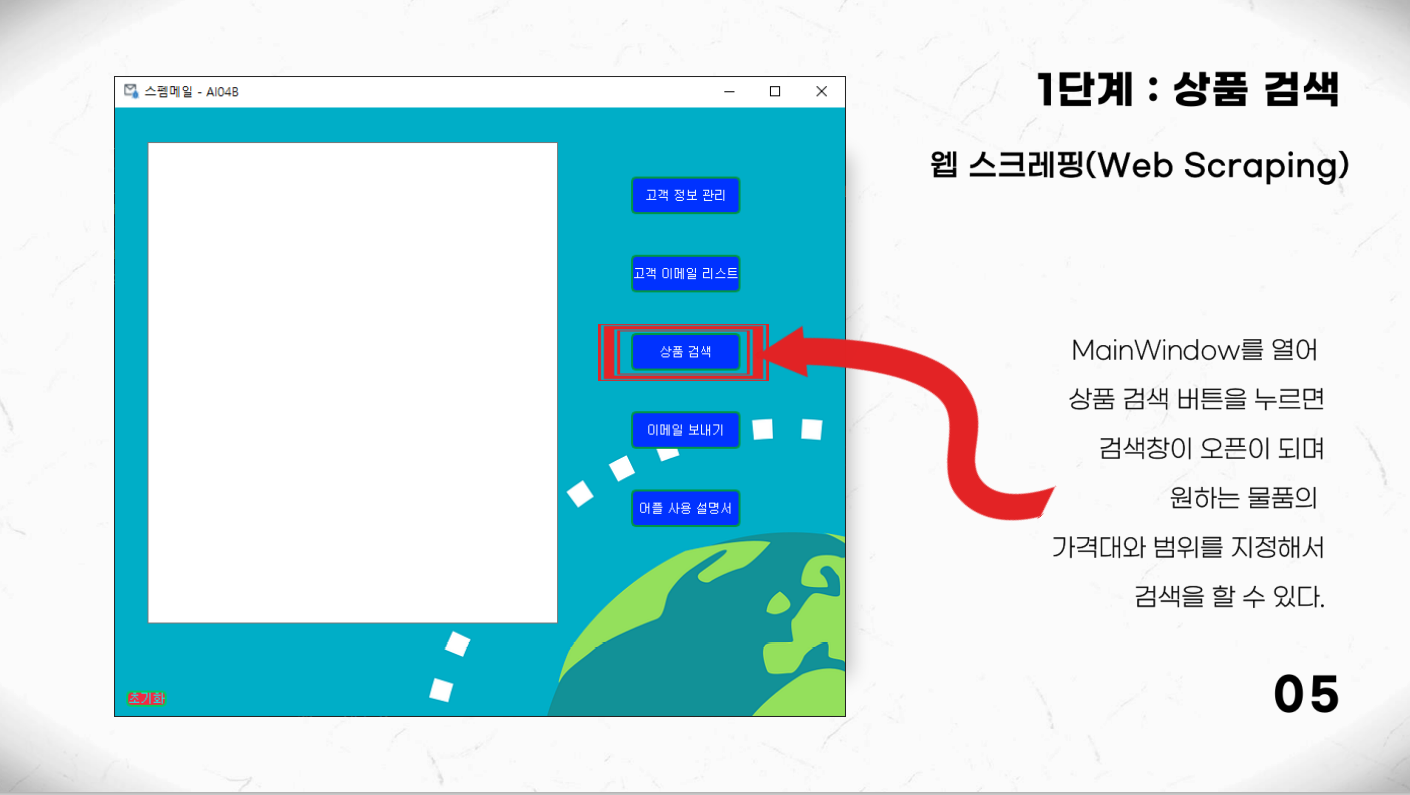 스펨메일 - AI04B
고객 정보 관리
고객 이메일 리스트
상품 검색
이메일 보내기
어플 사용 설명서
초기화
1단계 : 상품 검색
웹 스크레핑(Web Scraping)
MainWindow를 열어
상품 검색 버튼을 누르면
검색창이 오픈이 되며
원하는 물품의
가격대와 범위를 지정해서
검색을 할 수 있다.
05